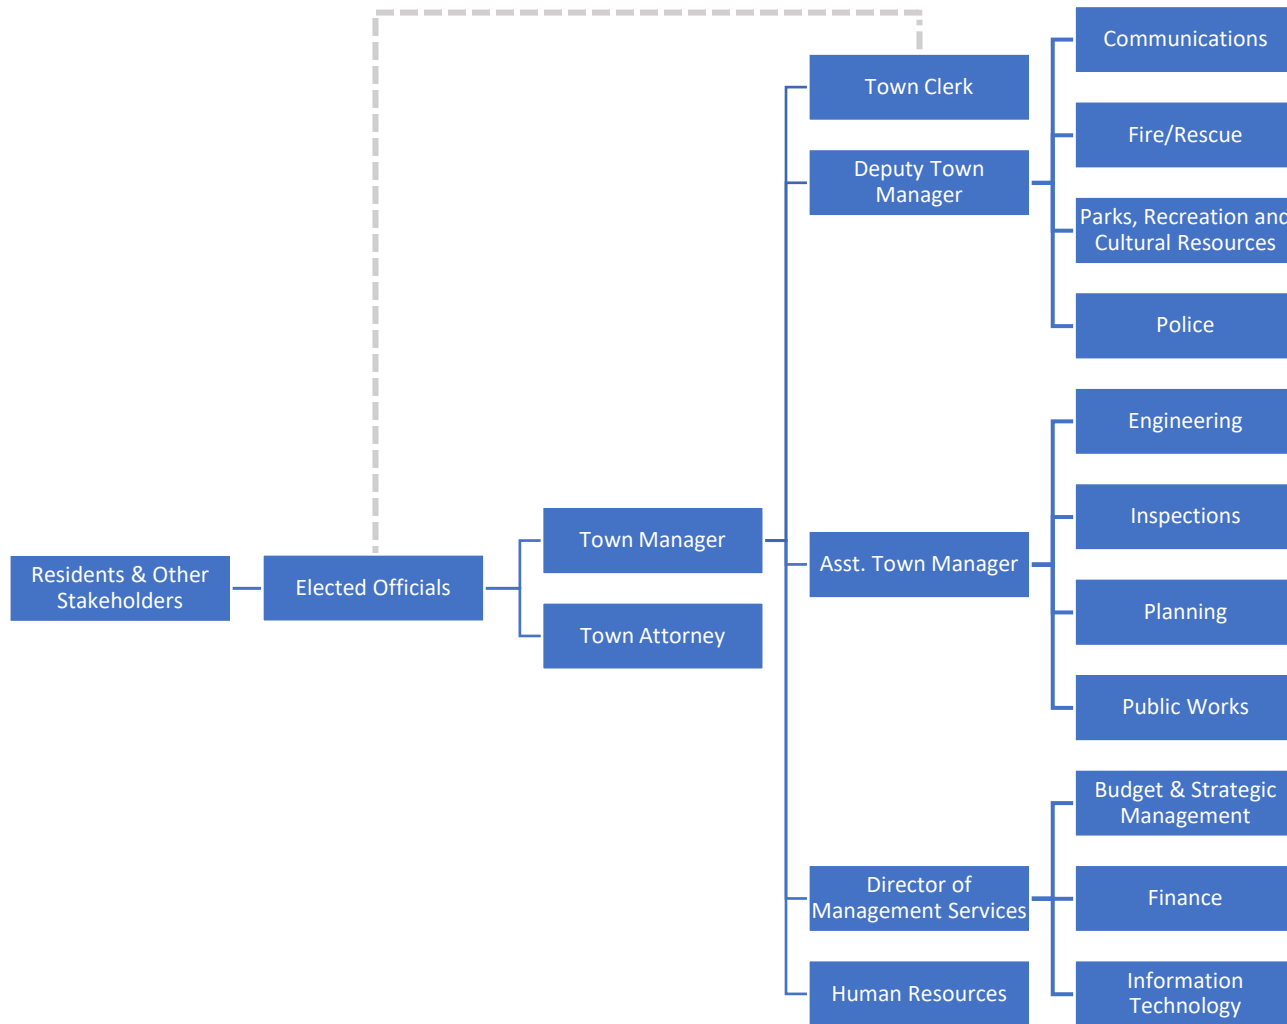 Communications
Town Clerk
Fire/Rescue
Deputy Town
Manager
Parks, Recreation and
Cultural Resources
Police
Engineering
Inspections
Town Manager
Asst. Town Manager
Residents & Other
Stakeholders
Elected Officials
Planning
Town Attorney
Public Works
Budget & Strategic
Management
Director of
Management Services
Finance
Human Resources
Information
Technology